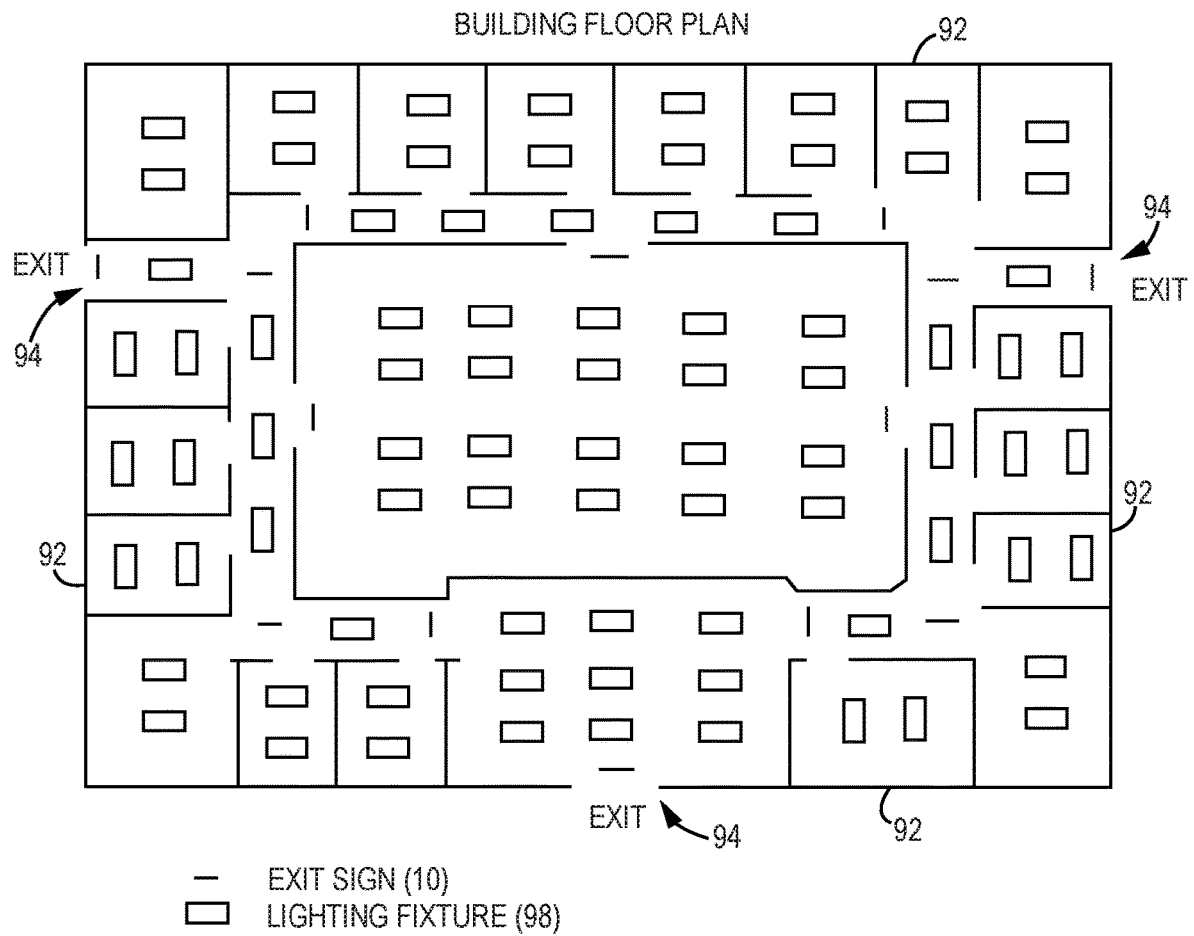 BUILDING FLOOR PLAN
92
94
EXIT
EXIT
94
92
92
EXIT
94
92
EXIT SIGN (10)
LIGHTING FIXTURE (98)